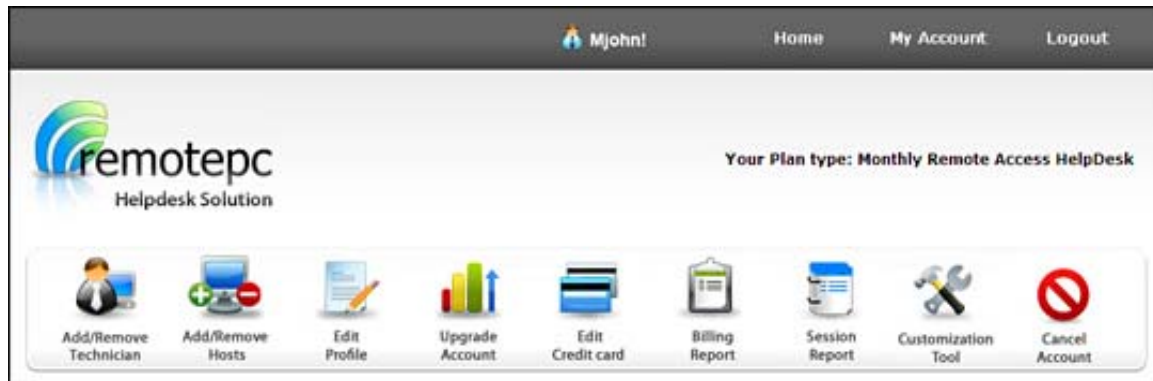 Mjohn! Home My Account Logout
remotepc
Helpdesk Solution
Your Plan type: Monthly Remote Access HelpDesk
Add/Remove Technician
Add/Remove Hosts
Edit Profile
Upgrade Account
Edit Credit card
Billing Report
Session Report
Customization Tool
Cancel Account